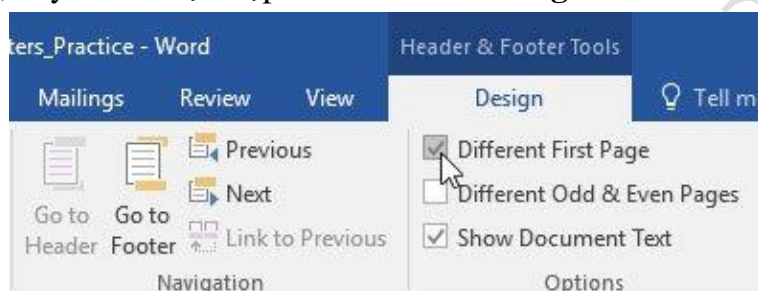 ters_Practice - Word
Header & Footer Tools
Mailings Review View Design Tell m
Previous
Next
Link to Previous
Go to Header
Go to Footer
Navigation
Different First Page
Different Odd & Even Pages
Show Document Text
Options